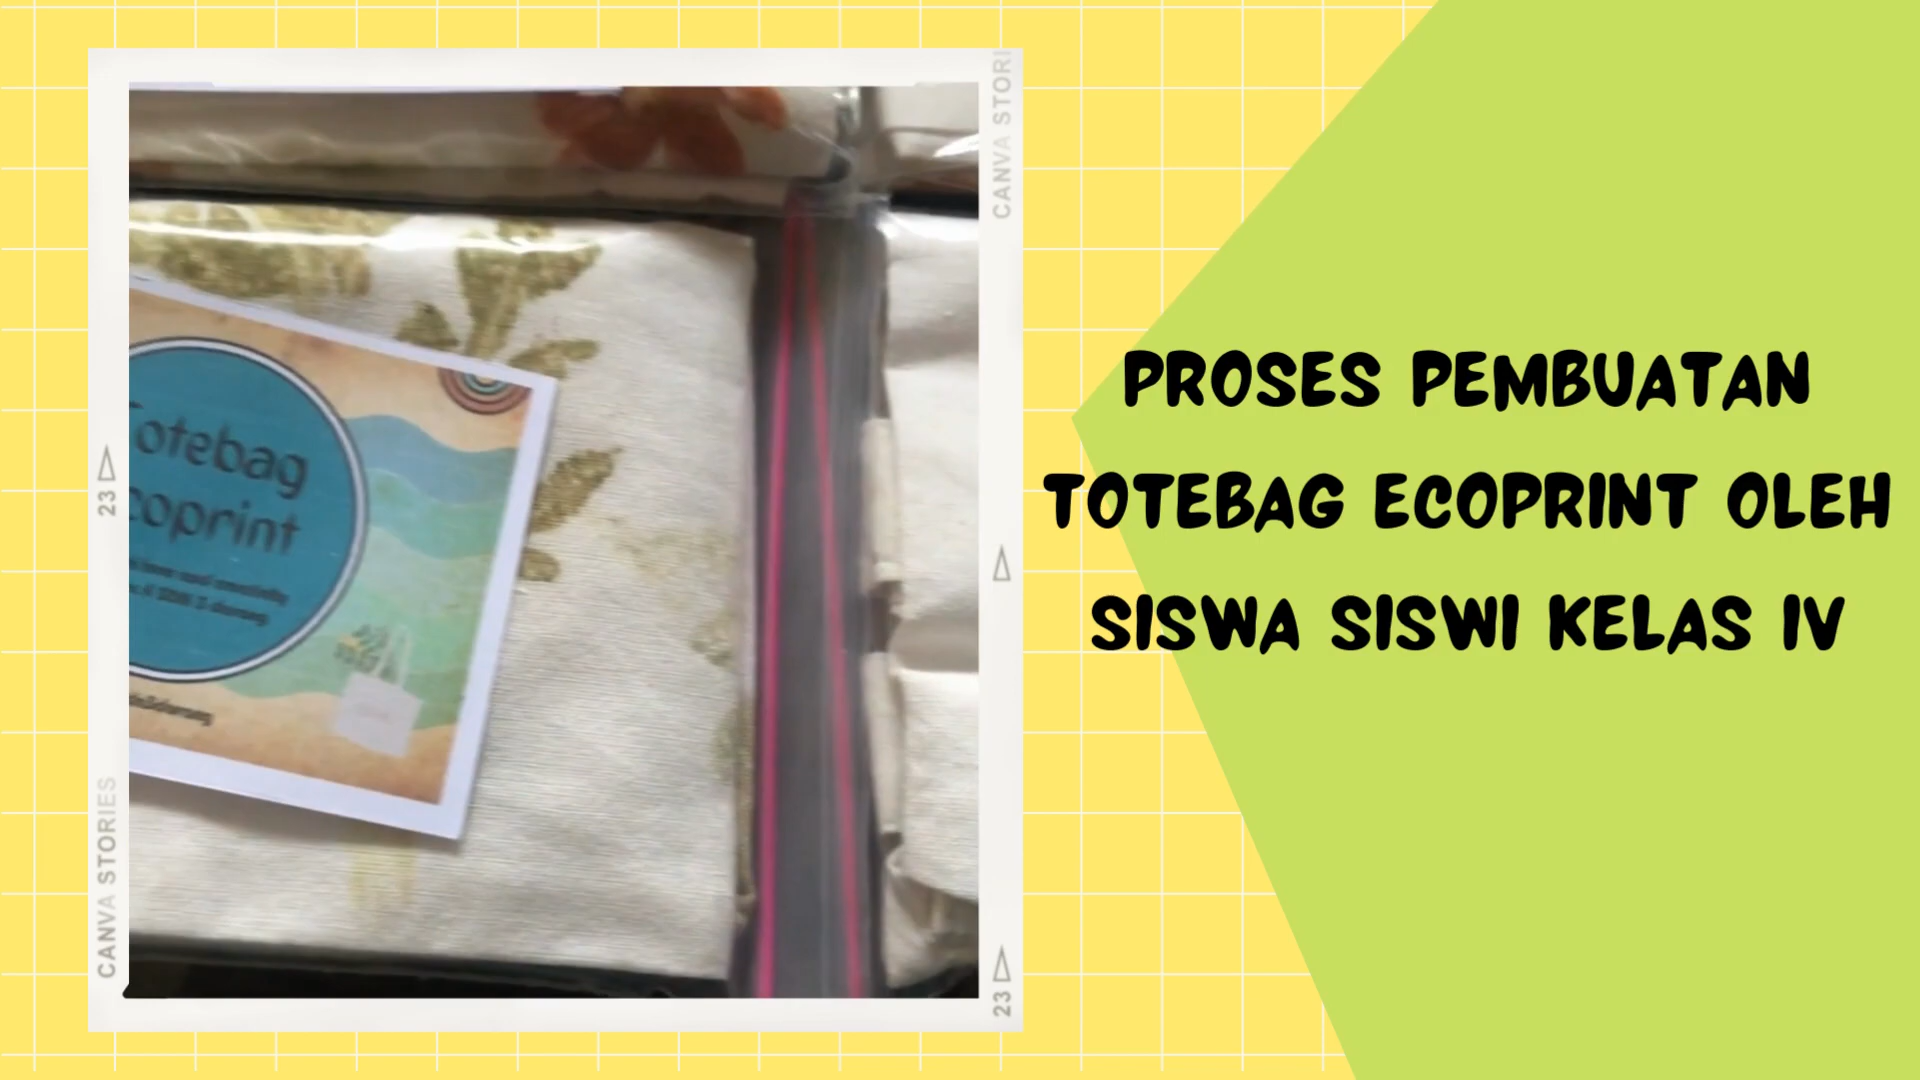 CANVA STORI
PROSES PEMBUATAN
TOTEBAG ECOPRINT OLEH
SISWA SISWI KELAS IV
otebag
coprint
23
CANVA STORIES
23